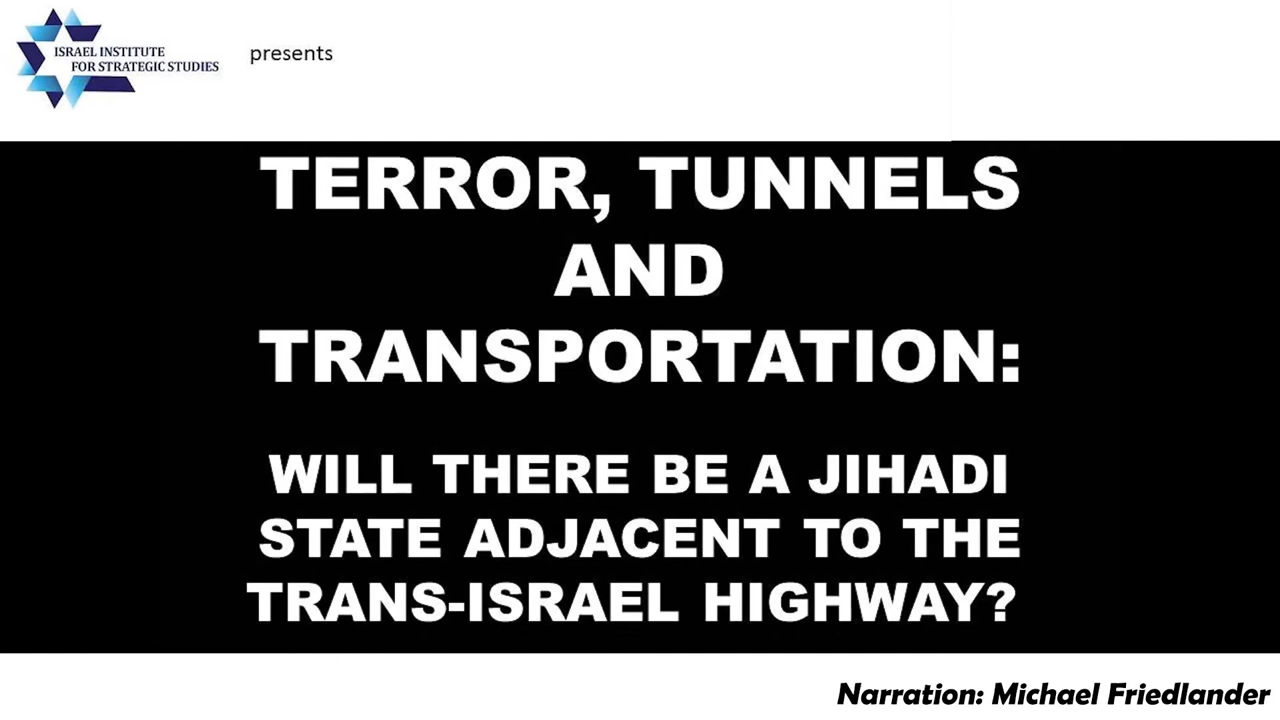 ISRAEL INSTITUTE
FOR STRATEGIC STUDIES
presents
TERROR, TUNNELS
AND
TRANSPORTATION:
WILL THERE BE A JIHADI
STATE ADJACENT TO THE
TRANS-ISRAEL HIGHWAY?
Narration: Michael Friedlander